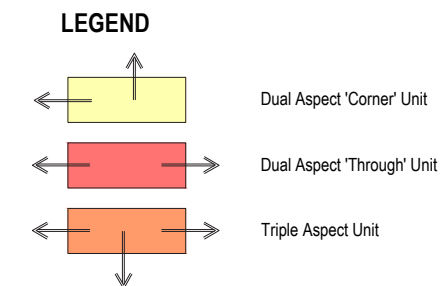 LEGEND
Dual Aspect 'Corner' Unit
Dual Aspect 'Through' Unit
Triple Aspect Unit